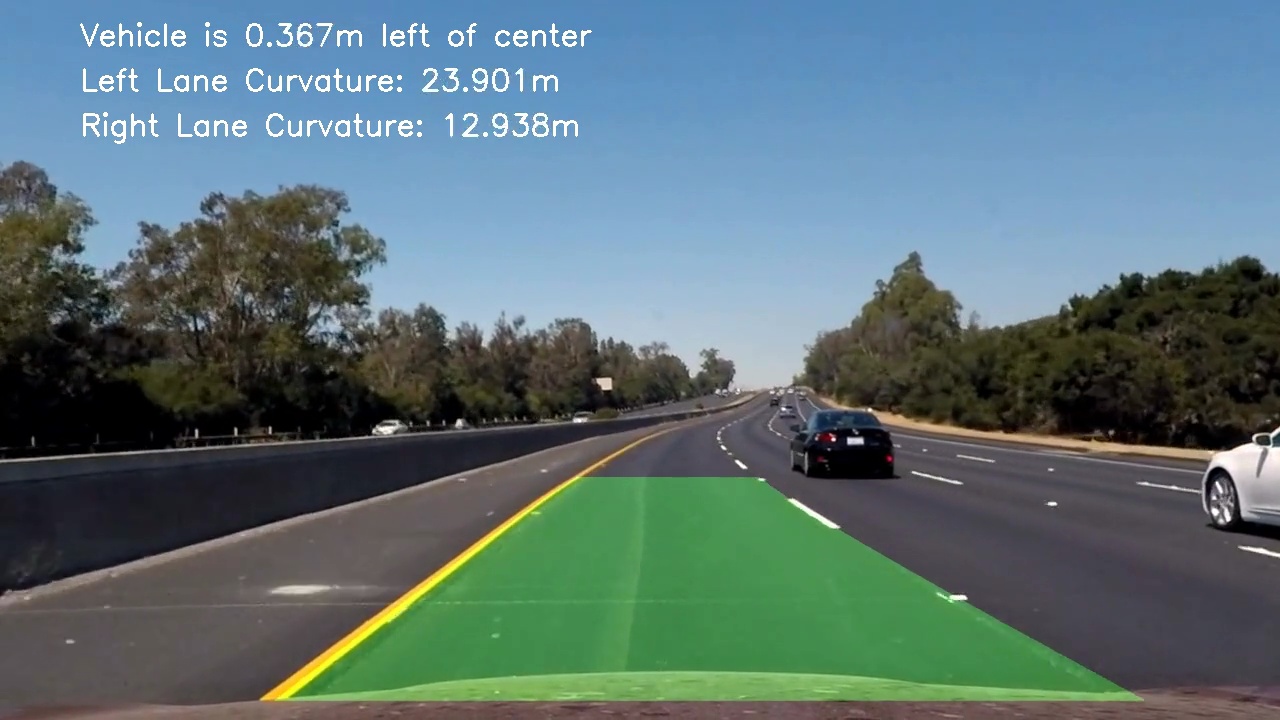 Vehicle is 0.367m left of center
Left Lane Curvature: 23.901m
Right Lane Curvature: 12.938m